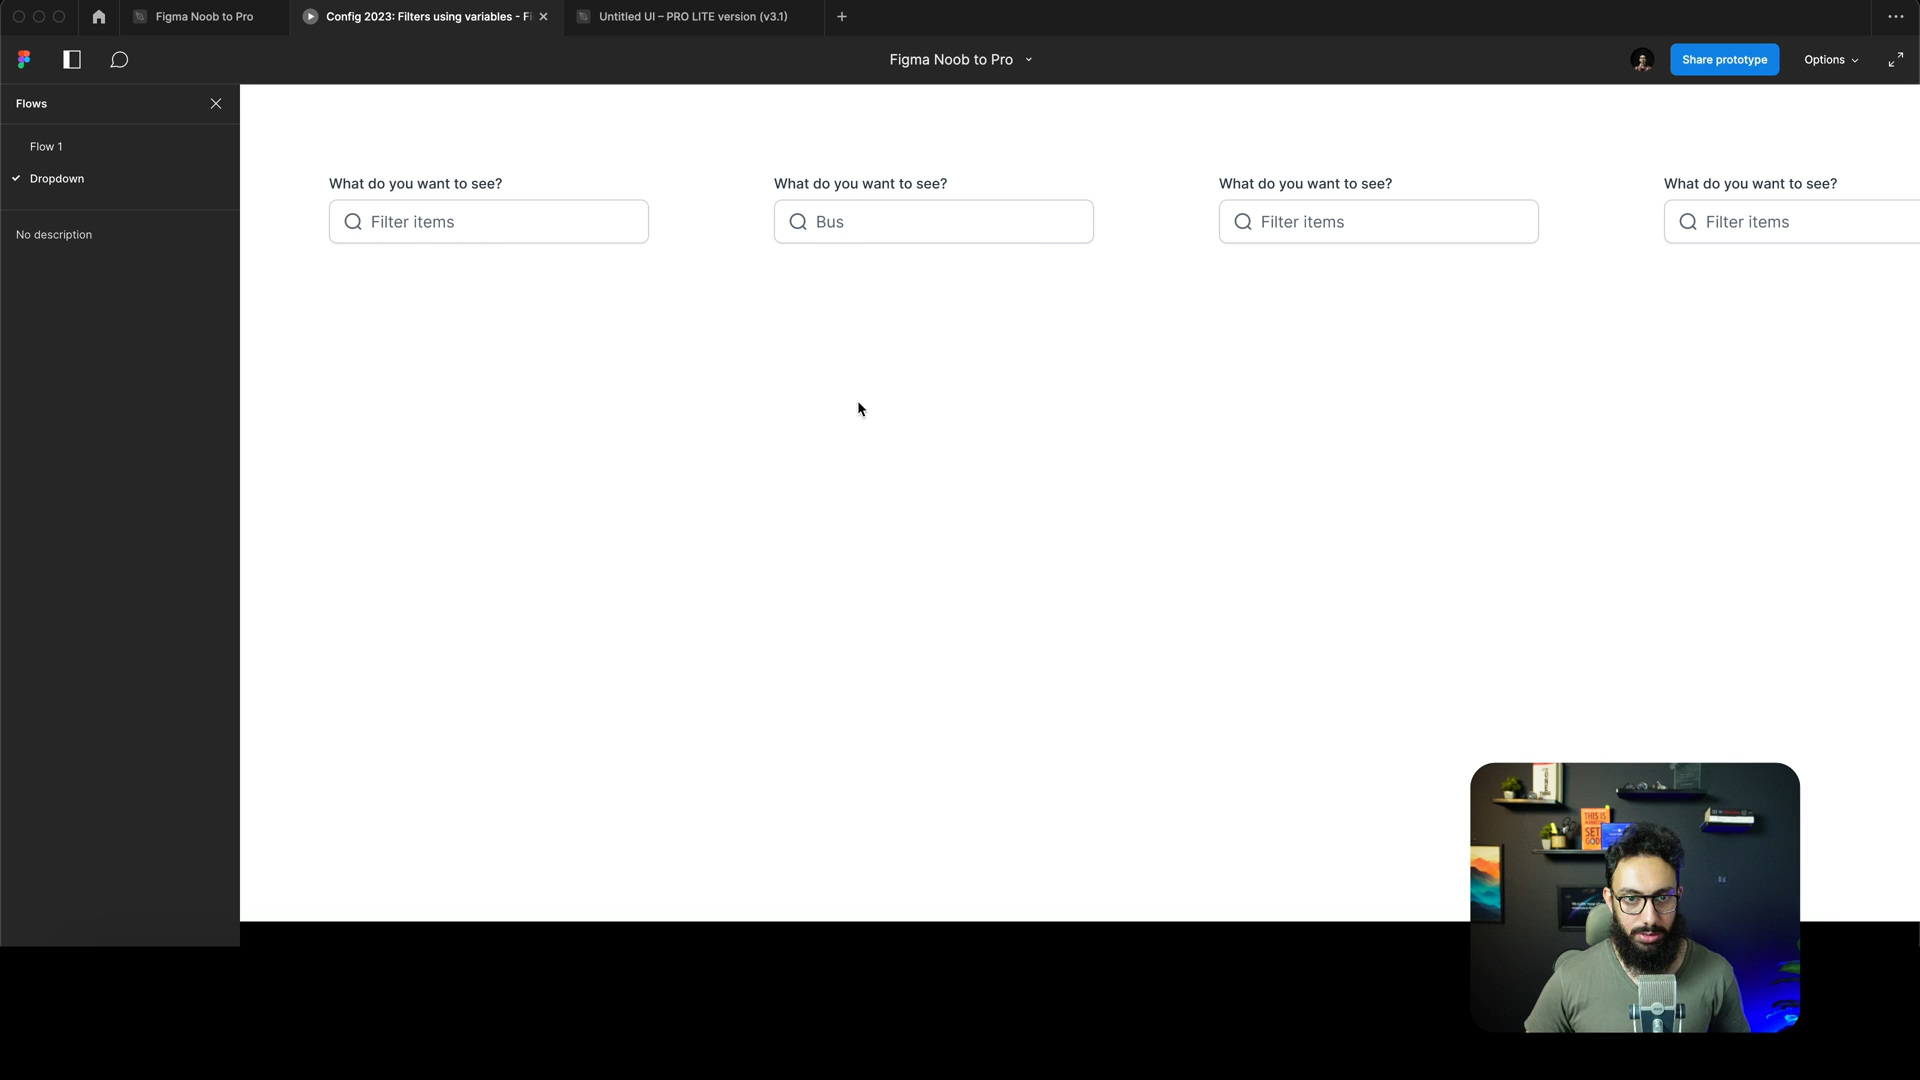 Figma Noob to Pro
Config 2023: Filters using variables - Fi
Untitled UI – PRO LITE version (v3.1)
Figma Noob to Pro
Share prototype
Options
Flows
Flow 1
Dropdown
No description
What do you want to see?
Filter items
What do you want to see?
Bus
What do you want to see?
Filter items
What do you want to see?
Filter items
THIS IS